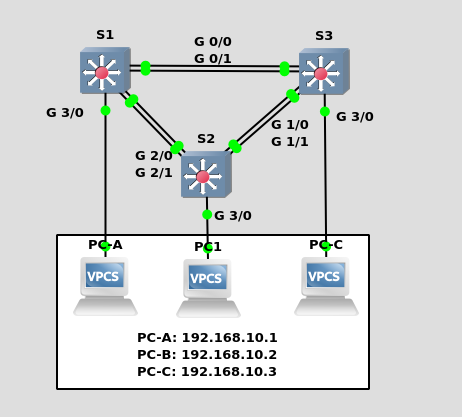 S1
S3
G 0/0
G 0/1
G 3/0
G 3/0
S2
G 1/0
G 1/1
G 2/0
G 2/1
G 3/0
PC-A
PC1
PC-C
VPCS
VPCS
VPCS
PC-A: 192.168.10.1
PC-B: 192.168.10.2
PC-C: 192.168.10.3